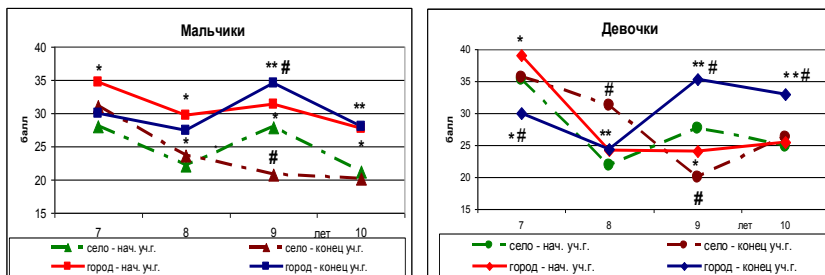 Мальчики
балл
40
35
30
25
20
15
*
*
*
** #
*
#
**
*
7
8
9
лет
10
село - нач. уч.г.
село - конец уч.г.
город - нач. уч.г.
город - конец уч.г.
Девочки
балл
40
35
30
25
20
15
*
* #
#
**
** #
*
#
* * #
7
8
9
лет
10
село - нач. уч.г.
село - конец уч.г.
город - нач. уч.г.
город - конец уч.г.